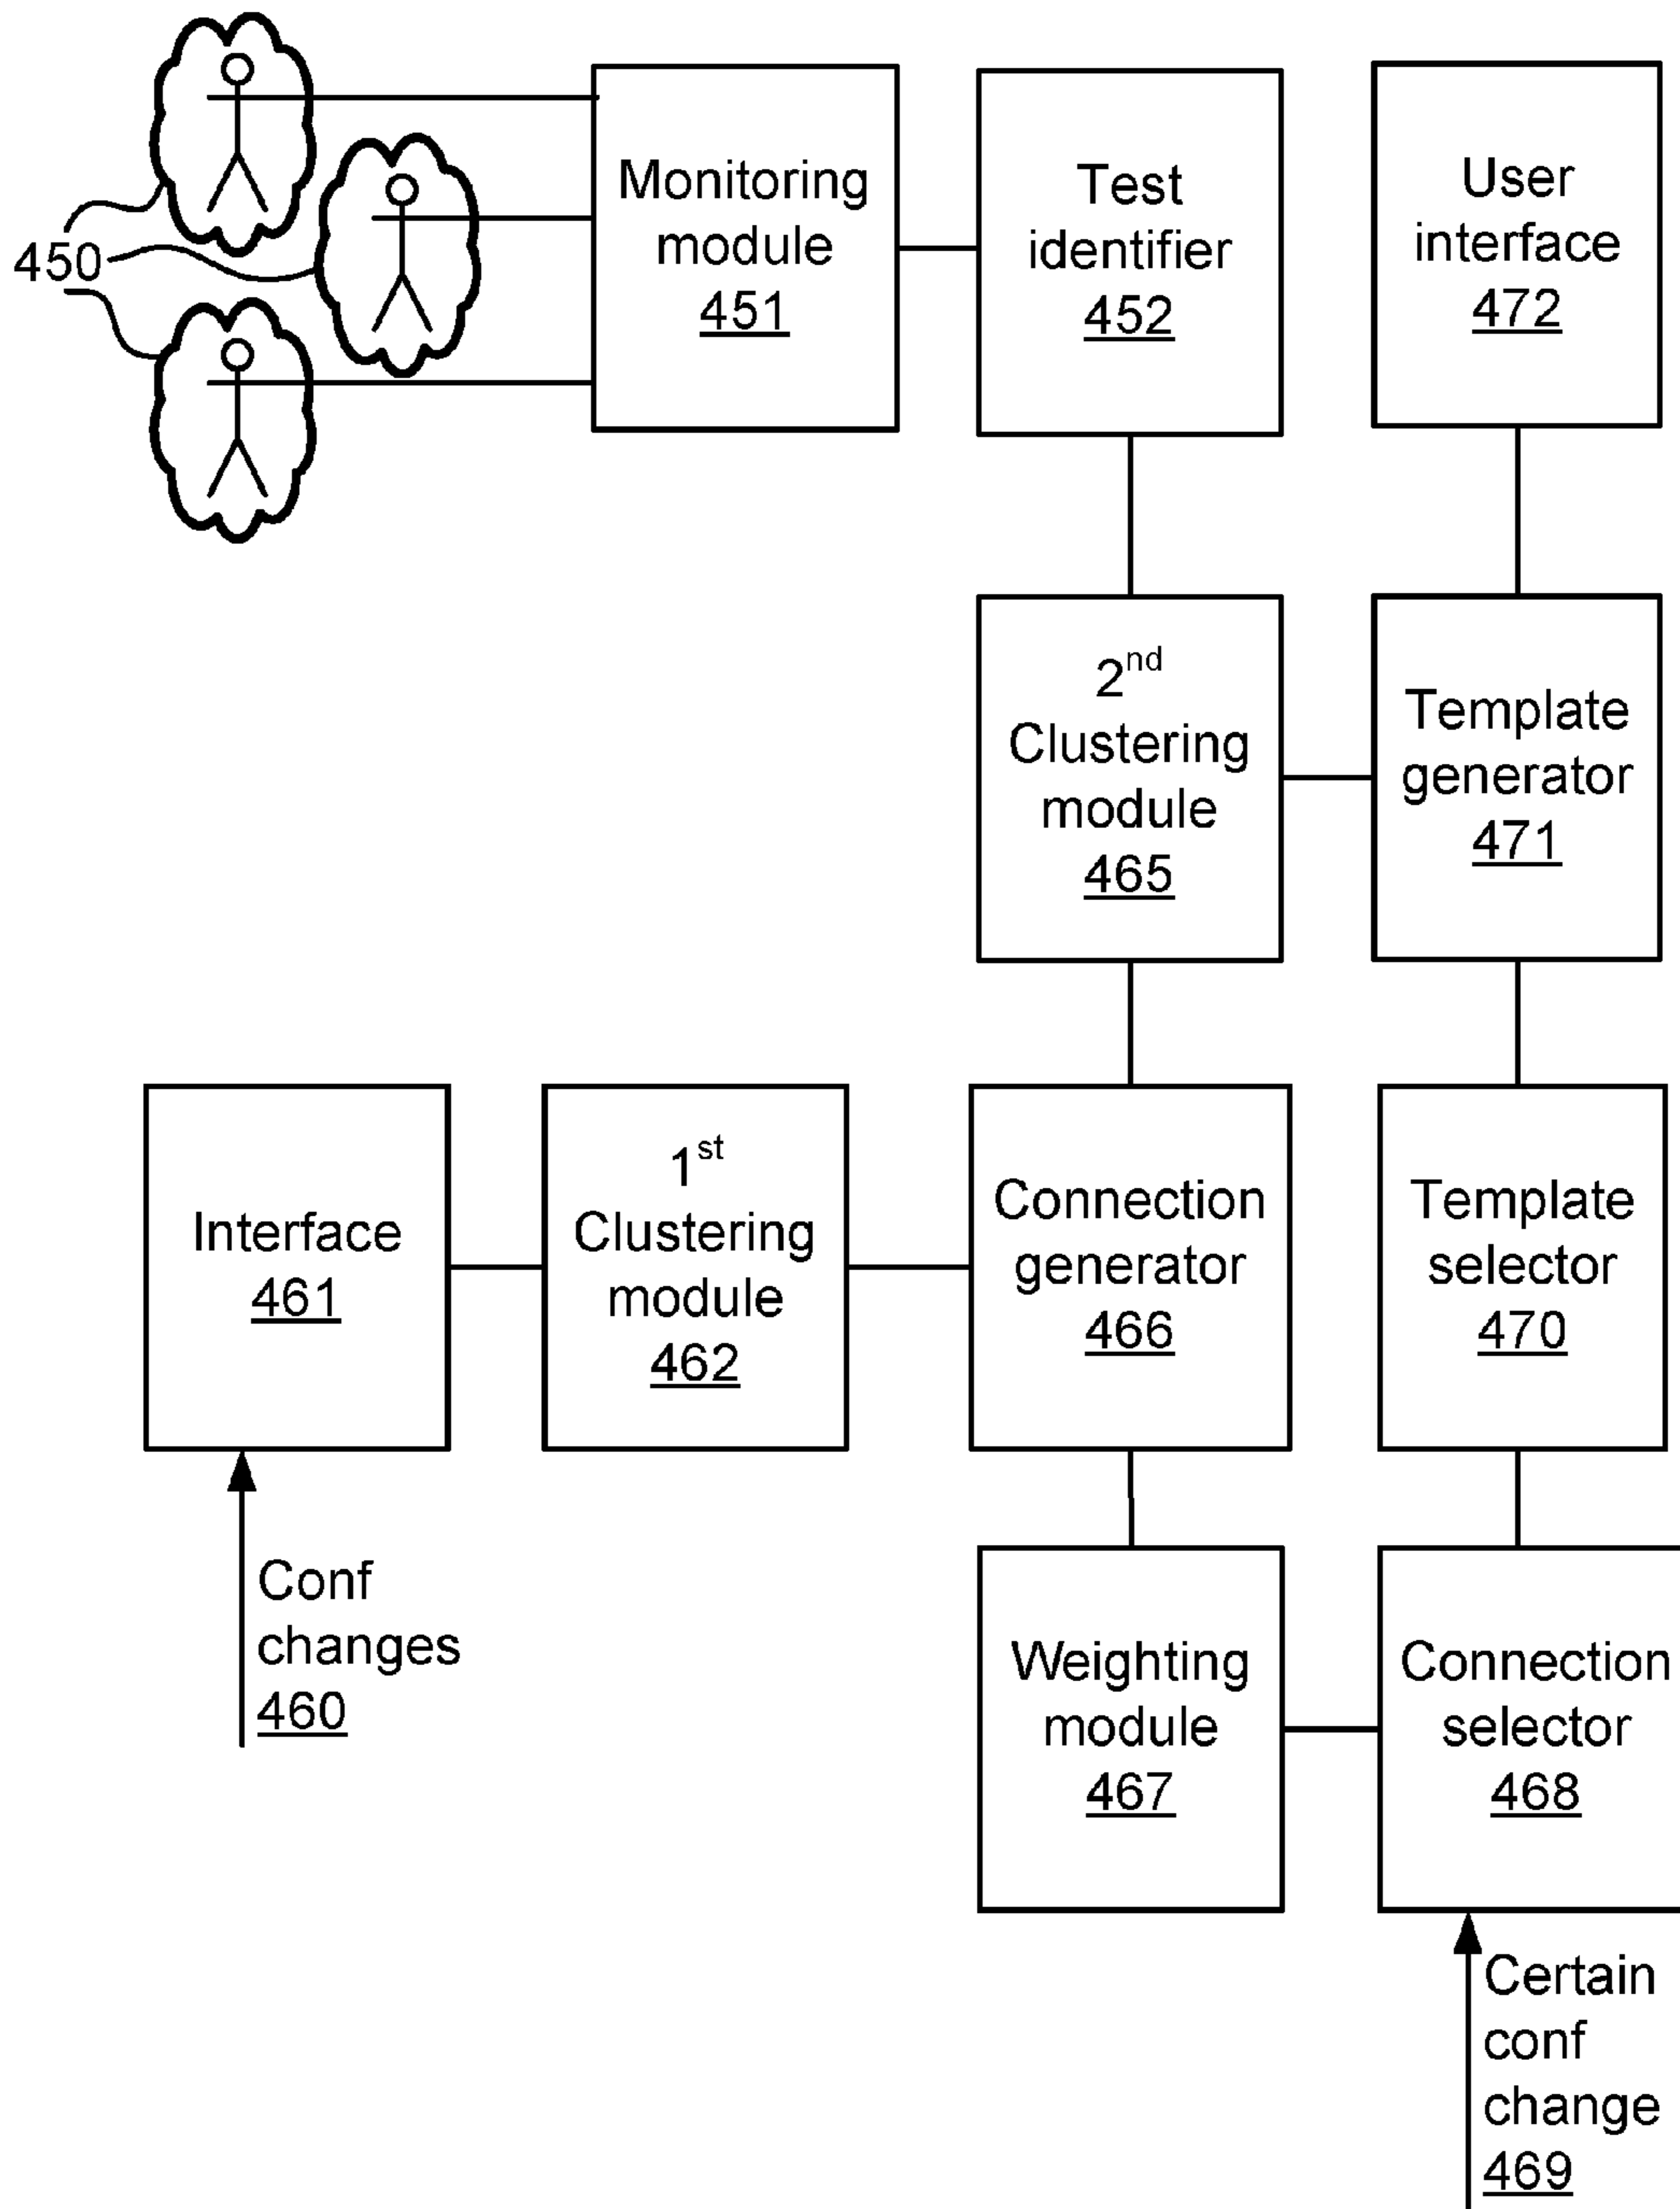 450
Monitoring
module
451
Test
identifier
452
User
interface
472
2nd
Clustering
module
465
Template
generator
471
Interface
461
1st
Clustering
module
462
Connection
generator
466
Template
selector
470
Conf
changes
460
Weighting
module
467
Connection
selector
468
Certain
conf
change
469